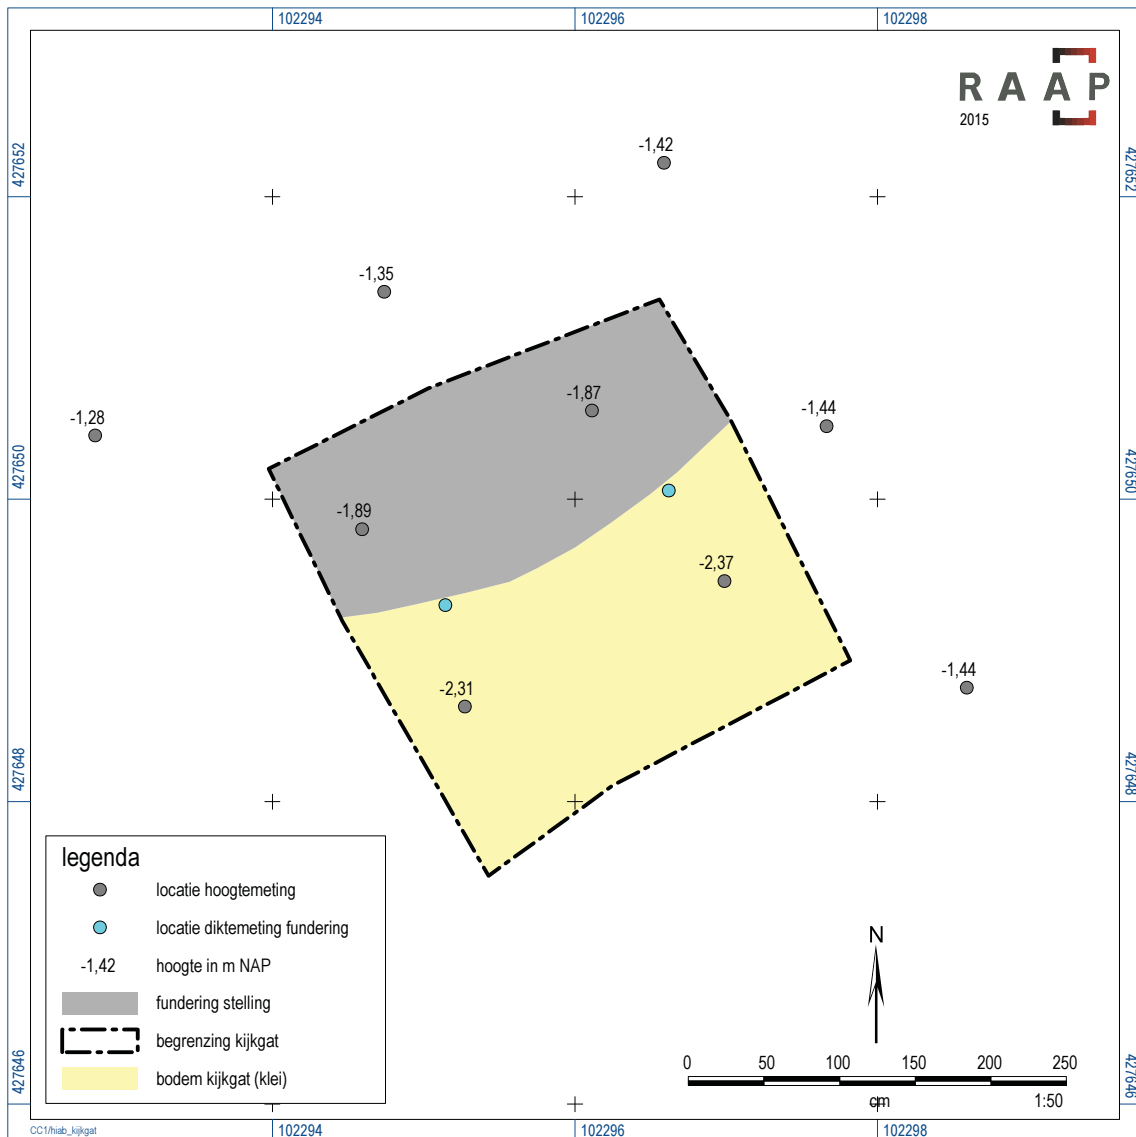 102294 102296 102298
RAAP
2015
-1,42
427652 427652
-1,35
-1,87
-1,28 -1,44
427650 427650
-1,89
-2,37
-2,31 -1,44
427648 427648
legenda
locatie hoogtemeting
locatie diktemeting fundering
-1,42 hoogte in m NAP
fundering stelling
begrenzing kijkgat
bodem kijkgat (klei)
N
0 50 100 150 200 250
cm 1:50
427646 427646
CC1/hiab_kijkgat
102294 102296 102298